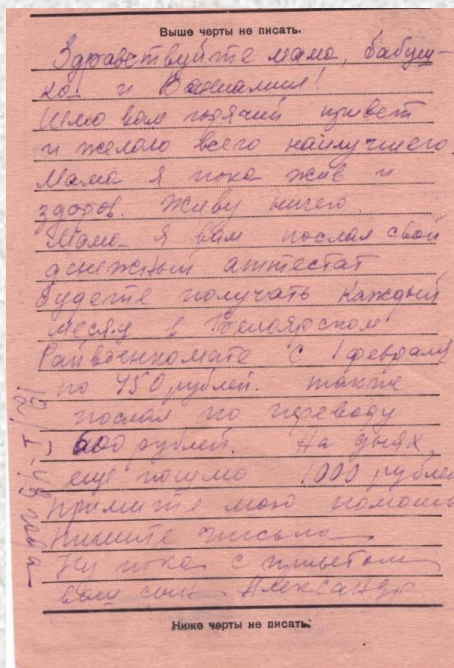 Выше черты не писать.
Здравствуйте мама, бабуш-
ка и Вениамин!
Шлю вам горячий привет
и желаю всего наилучшего.
Мама я пока жив и
здоров. Живу ничего.
Мама я вам послал свой
денежный аттестат
будете получать каждый
месяц в Белоярском
Райвоенкомате с 1 февраля
по 450 рублей. также
послал по переводу
600 рублей. На днях
еще пошлю 1000 рублей
примите мою помощь
Пишите письма
Ну пока с приветом
ваш сын Александр
Ниже черты не писать.